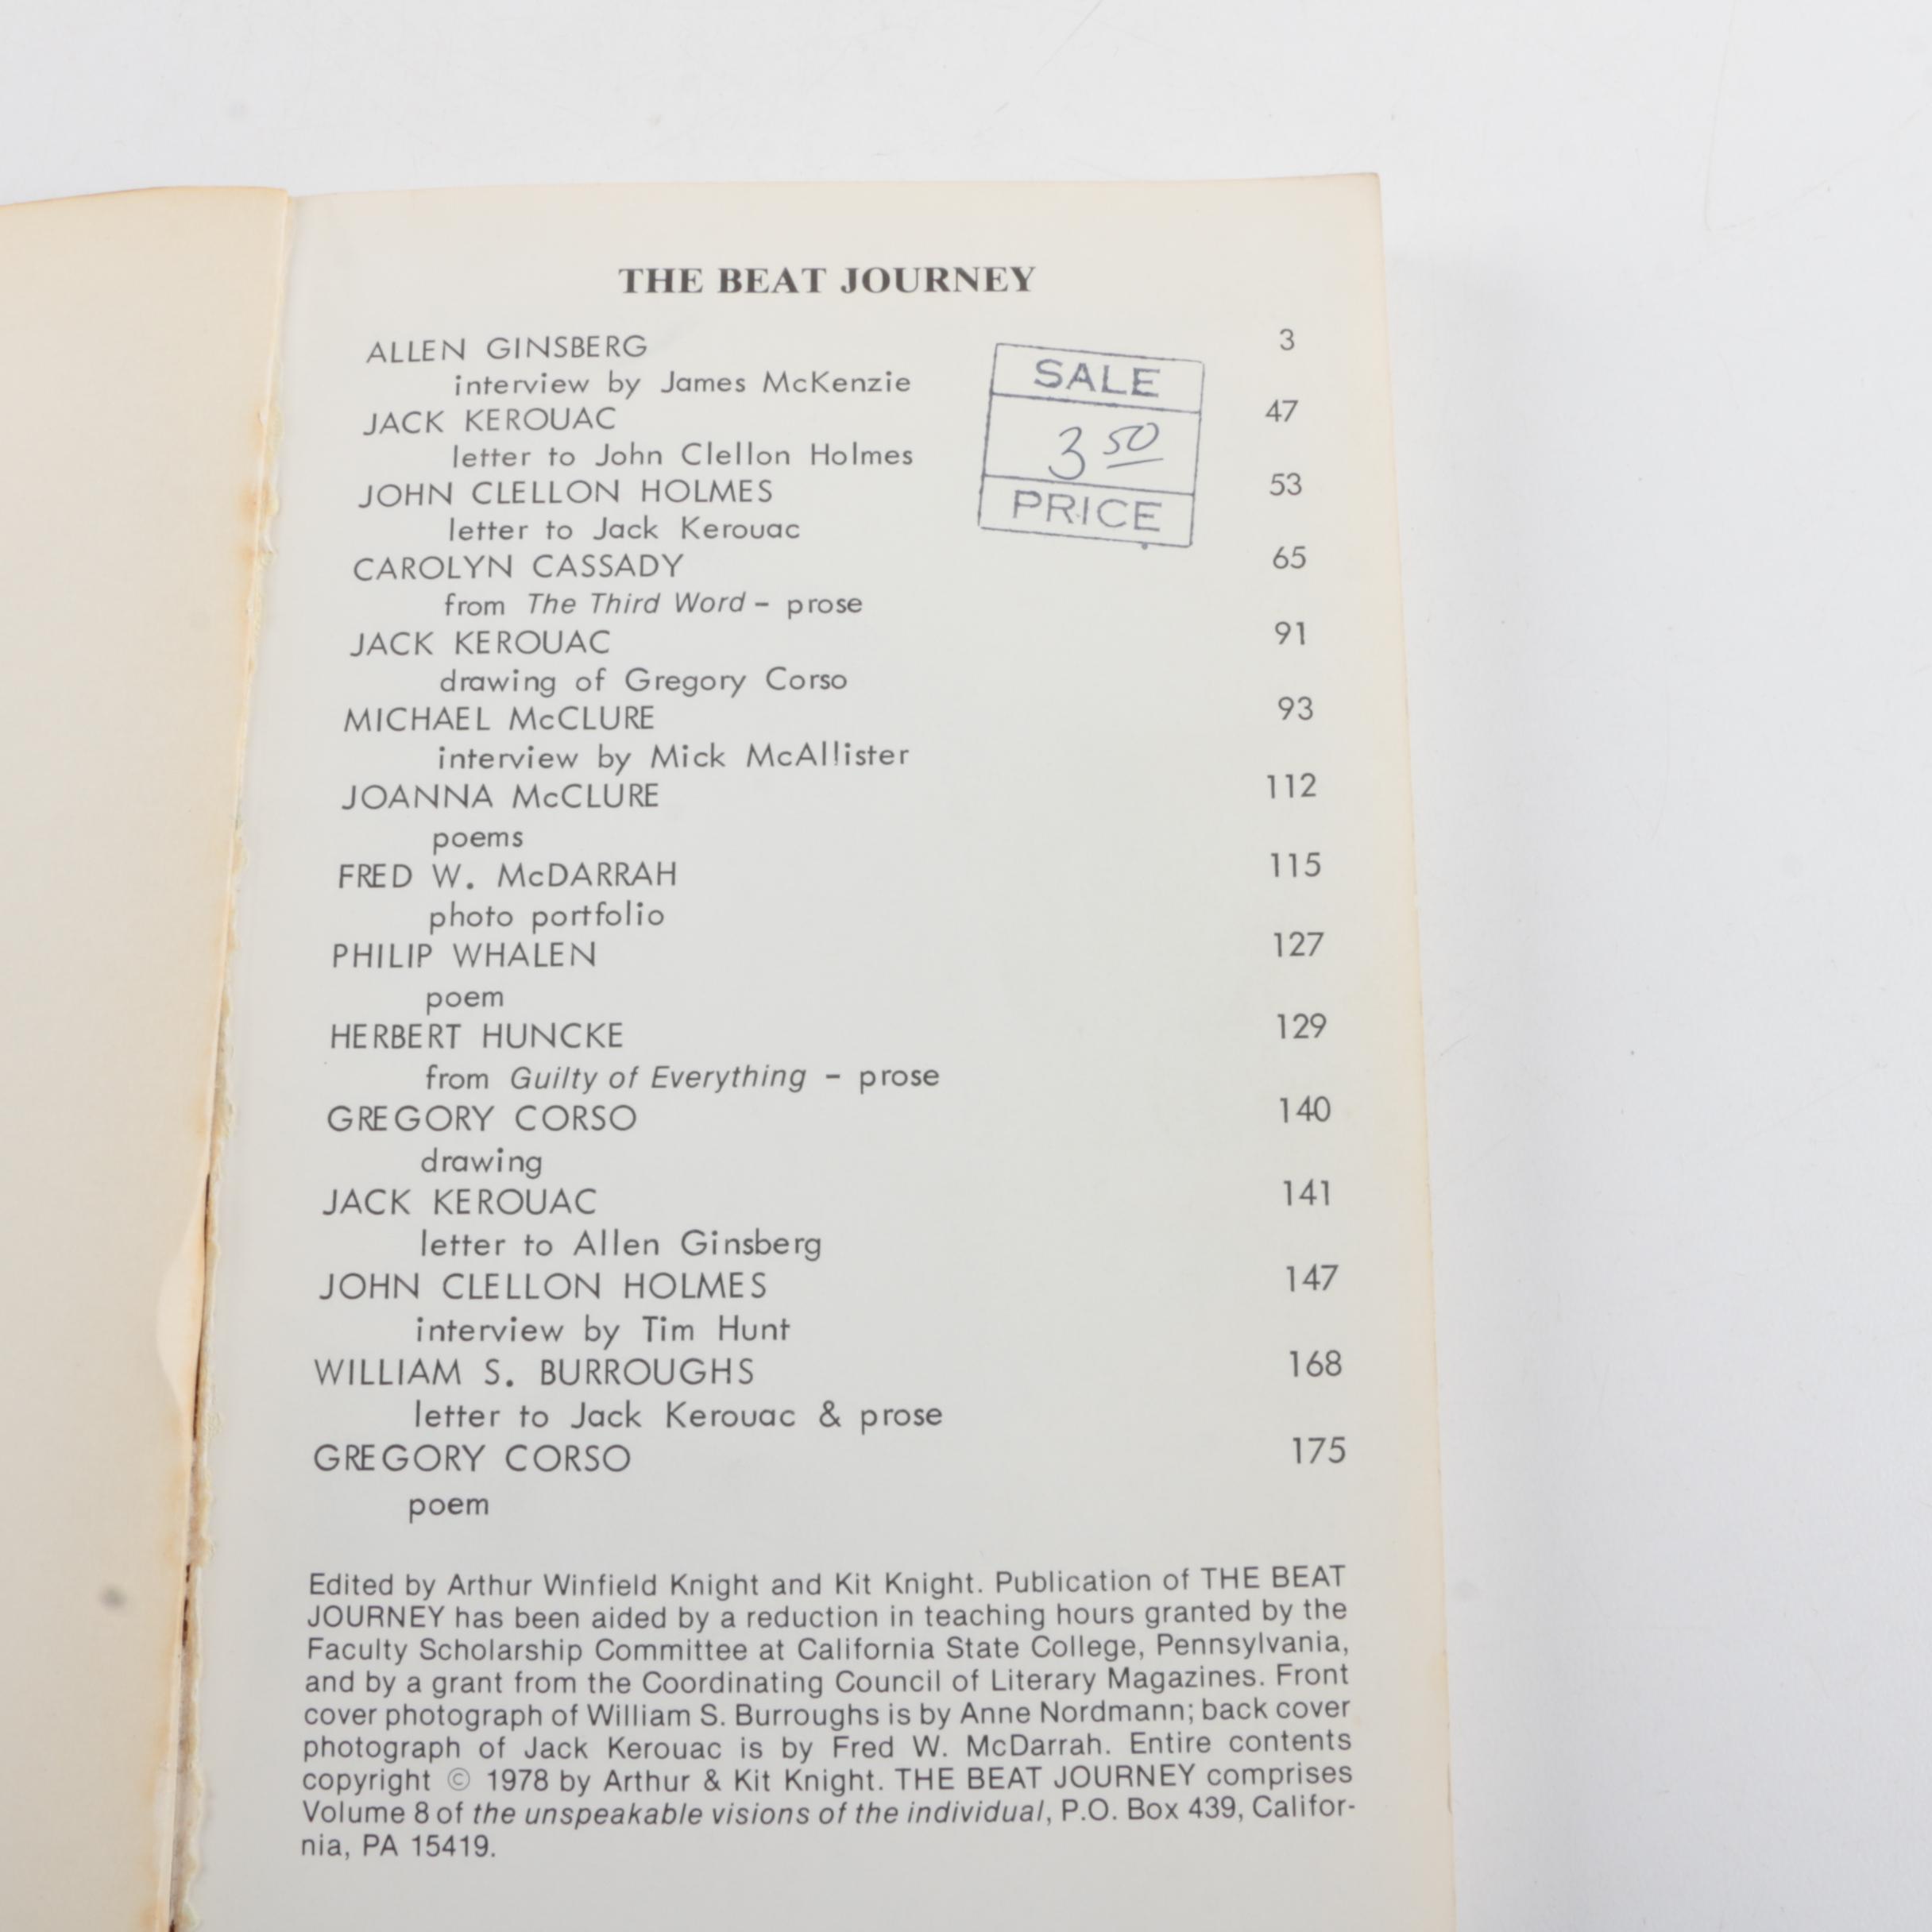 THE BEAT JOURNEY
ALLEN GINSBERG 3
interview by James McKenzie
JACK KEROUAC 47
letter to John Clellon Holmes
JOHN CLELLON HOLMES 53
letter to Jack Kerouac
SALE
3 50
PRICE
CAROLYN CASSADY 65
from The Third Word – prose
JACK KEROUAC 91
drawing of Gregory Corso
MICHAEL McCLURE 93
interview by Mick McAllister
JOANNA McCLURE 112
poems
FRED W. McDARRAH 115
photo portfolio
PHILIP WHALEN 127
poem
HERBERT HUNCKE 129
from Guilty of Everything – prose
GREGORY CORSO 140
drawing
JACK KEROUAC 141
letter to Allen Ginsberg
JOHN CLELLON HOLMES 147
interview by Tim Hunt
WILLIAM S. BURROUGHS 168
letter to Jack Kerouac & prose
GREGORY CORSO 175
poem
Edited by Arthur Winfield Knight and Kit Knight. Publication of THE BEAT
JOURNEY has been aided by a reduction in teaching hours granted by the
Faculty Scholarship Committee at California State College, Pennsylvania,
and by a grant from the Coordinating Council of Literary Magazines. Front
cover photograph of William S. Burroughs is by Anne Nordmann; back cover
photograph of Jack Kerouac is by Fred W. McDarrah. Entire contents
copyright © 1978 by Arthur & Kit Knight. THE BEAT JOURNEY comprises
Volume 8 of the unspeakable visions of the individual, P.O. Box 439, Califor-
nia, PA 15419.